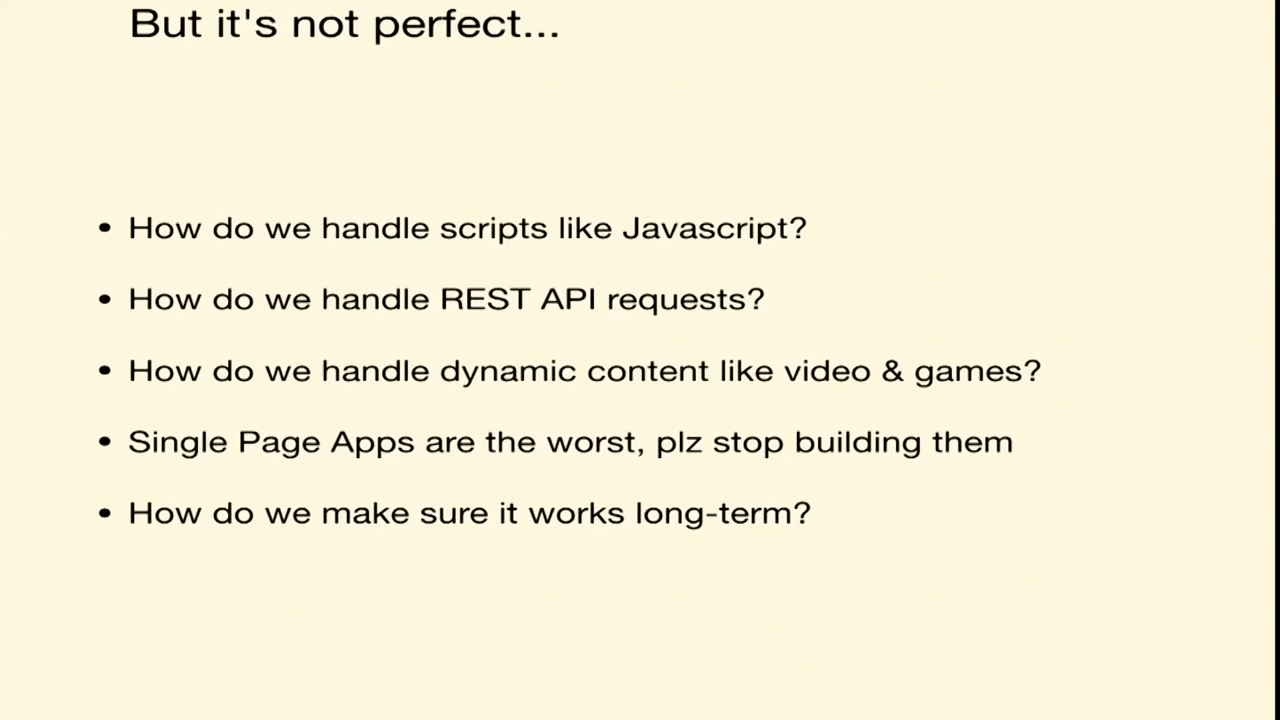 But it's not perfect...
• How do we handle scripts like Javascript?
• How do we handle REST API requests?
• How do we handle dynamic content like video & games?
• Single Page Apps are the worst, plz stop building them
• How do we make sure it works long-term?